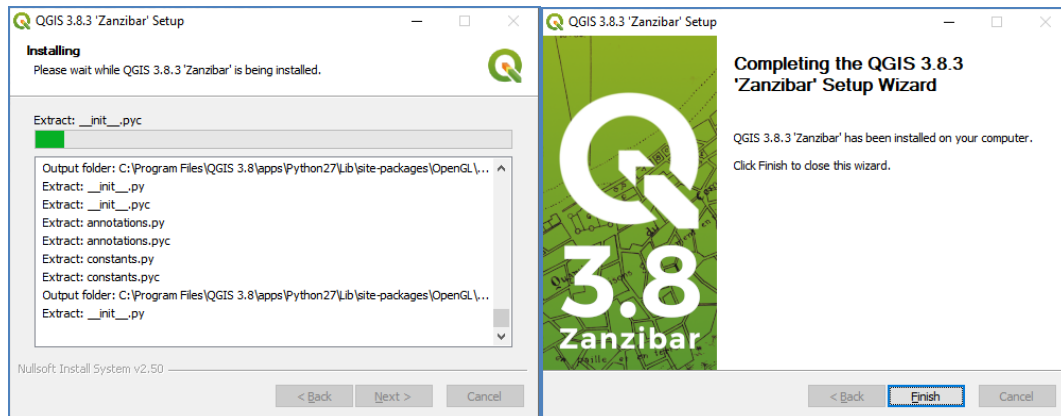 QGIS 3.8.3 'Zanzibar' Setup
Installing
Please wait while QGIS 3.8.3 'Zanzibar' is being installed.
Extract: __init__.pyc
Output folder: C:\Program Files\QGIS 3.8\apps\Python27\Lib\site-packages\OpenGL\...
Extract: __init__.py
Extract: __init__.pyc
Extract: annotations.py
Extract: annotations.pyc
Extract: constants.py
Extract: constants.pyc
Output folder: C:\Program Files\QGIS 3.8\apps\Python27\Lib\site-packages\OpenGL\...
Extract: __init__.py
Nullsoft Install System v2.50
< Back Next > Cancel
QGIS 3.8.3 'Zanzibar' Setup
3.8
Zanzibar
Completing the QGIS 3.8.3
'Zanzibar' Setup Wizard
QGIS 3.8.3 'Zanzibar' has been installed on your computer.
Click Finish to close this wizard.
< Back Finish Cancel